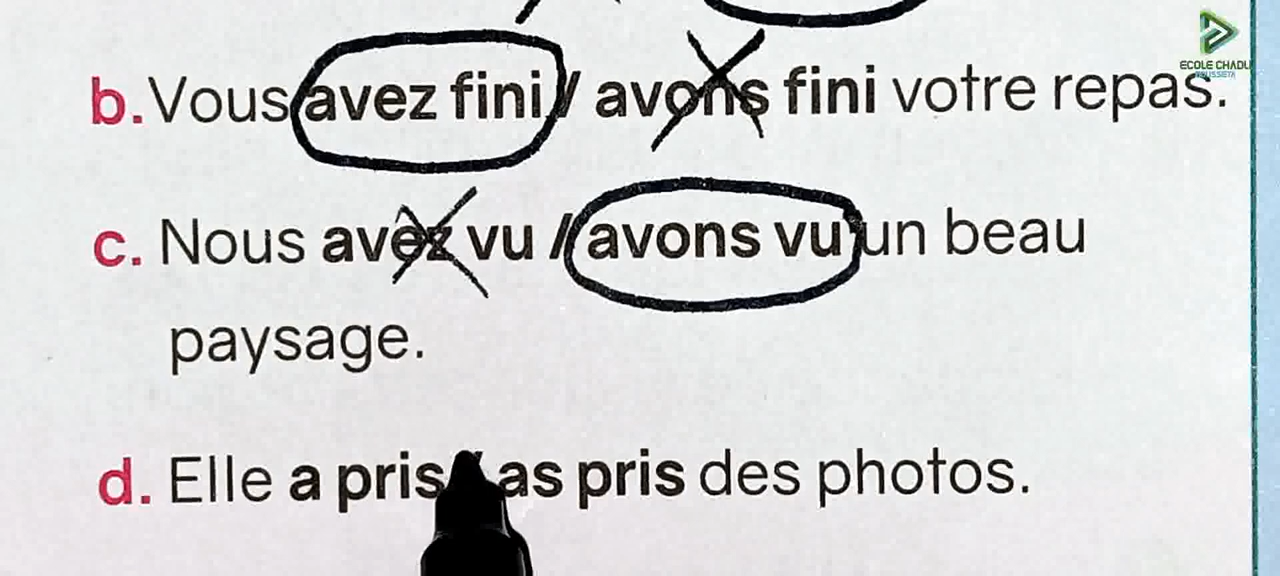 ECOLE CHADLI
b. Vous avez fini / avons fini votre repas.
c. Nous avez vu / avons vu un beau
paysage.
d. Elle a pris / as pris des photos.